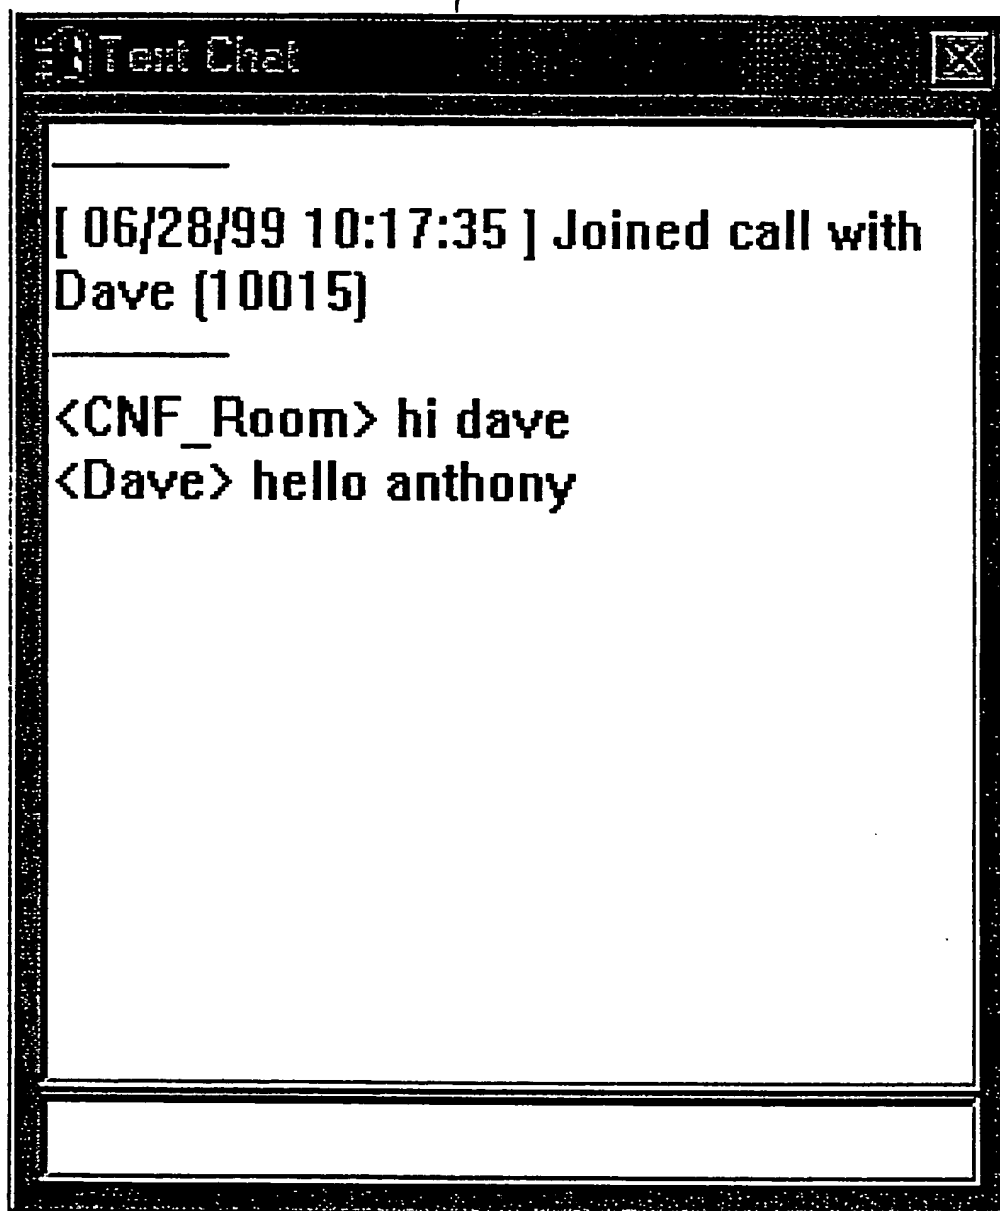 Text Chat
[ 06/28/99 10:17:35 ] Joined call with
Dave [10015]
<CNF_Room> hi dave
<Dave> hello anthony